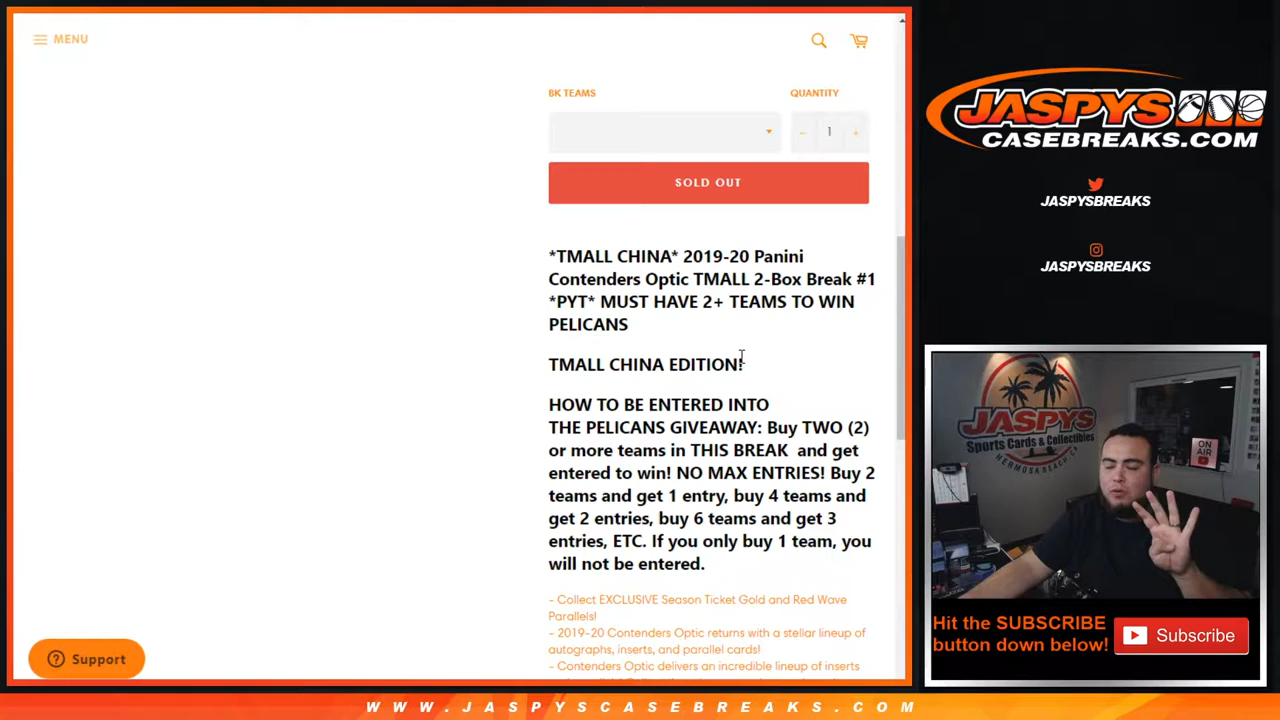 MENU
BK TEAMS
QUANTITY
1
SOLD OUT
*TMALL CHINA* 2019-20 Panini
Contenders Optic TMALL 2-Box Break #1
*PYT* MUST HAVE 2+ TEAMS TO WIN
PELICANS
TMALL CHINA EDITION!
HOW TO BE ENTERED INTO
THE PELICANS GIVEAWAY: Buy TWO (2)
or more teams in THIS BREAK and get
entered to win! NO MAX ENTRIES! Buy 2
teams and get 1 entry, buy 4 teams and
get 2 entries, buy 6 teams and get 3
entries, ETC. If you only buy 1 team, you
will not be entered.
- Collect EXCLUSIVE Season Ticket Gold and Red Wave
Parallels!
- 2019-20 Contenders Optic returns with a stellar lineup of
autographs, inserts, and parallel cards!
- Contenders Optic delivers an incredible lineup of inserts
Support
JASPYS
CASEBREAKS.COM
JASPYSBREAKS
JASPYSBREAKS
JASPYS
Sports Cards & Collectibles
HERMOSA BEACH, CA
ON
AIR
Hit the SUBSCRIBE
button down below!
Subscribe
WWW.JASPYSCASEBREAKS.COM